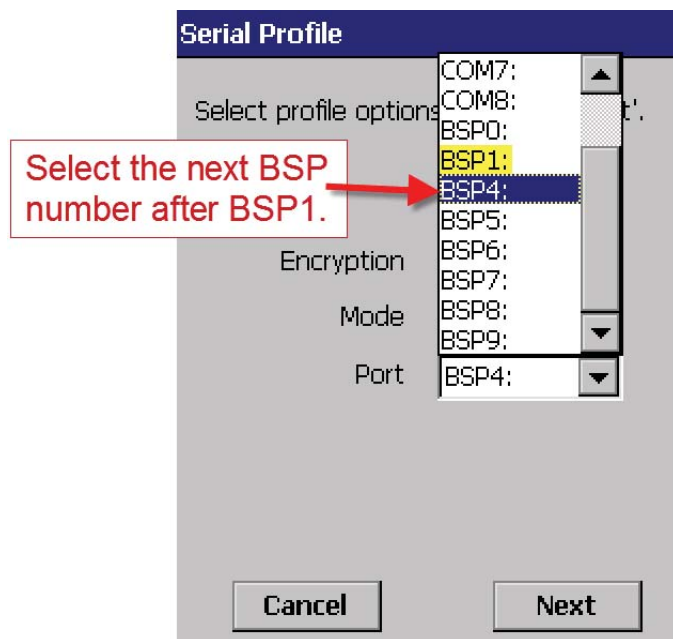 Serial Profile
COM7:
COM8:
Select profile option t'.
BSP0:
BSP1:
Select the next BSP
number after BSP1.
BSP4:
BSP5:
Encryption
BSP6:
BSP7:
Mode
BSP8:
BSP9:
Port BSP4:
Cancel Next